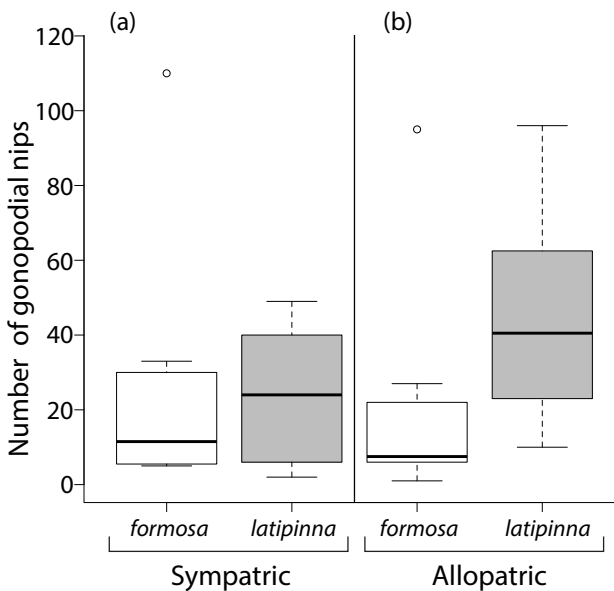 (a) (b)
Number of gonopodial nips
120
100
80
60
40
20
0
formosa latipinna formosa latipinna
Sympatric Allopatric